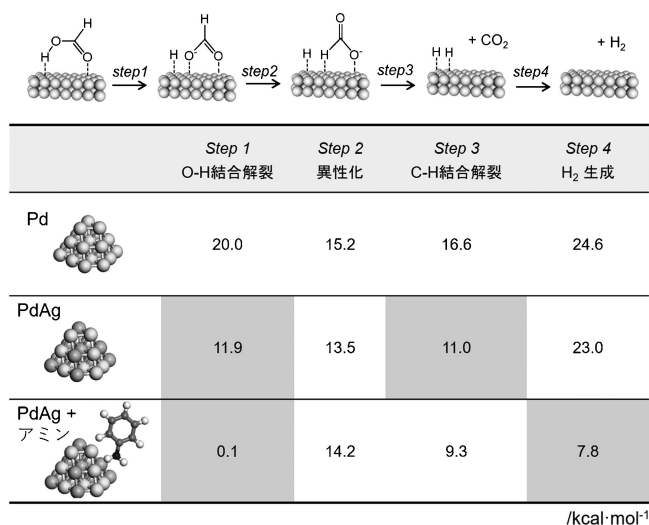 H
O
H
O
H
H
O⁻
O
O
H
H
O⁻
H H
+ CO₂
+ H₂
step1
step2
step3
step4
Step 1
Step 2
Step 3
Step 4
O-H結合解裂
異性化
C-H結合解裂
H₂ 生成
Pd
20.0
15.2
16.6
24.6
PdAg
11.9
13.5
11.0
23.0
PdAg +
アミン
0.1
14.2
9.3
7.8
/kcal·mol⁻¹